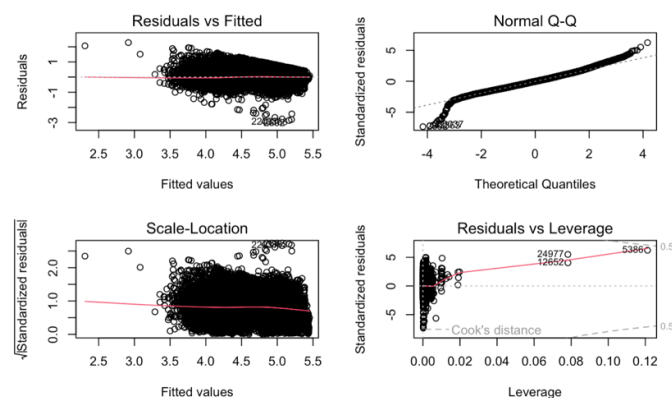 Residuals vs Fitted
Residuals
1
-1
-3
2.5 3.0 3.5 4.0 4.5 5.0 5.5
Fitted values
Normal Q-Q
Standardized residuals
5
0
-5
-4 -2 0 2 4
Theoretical Quantiles
Scale-Location
√|Standardized residuals|
2.0
1.0
0.0
2.5 3.0 3.5 4.0 4.5 5.0 5.5
Fitted values
Residuals vs Leverage
Standardized residuals
5
0
-5
24977
12652
5386
0.5
0.5
Cook's distance
0.00 0.02 0.04 0.06 0.08 0.10 0.12
Leverage